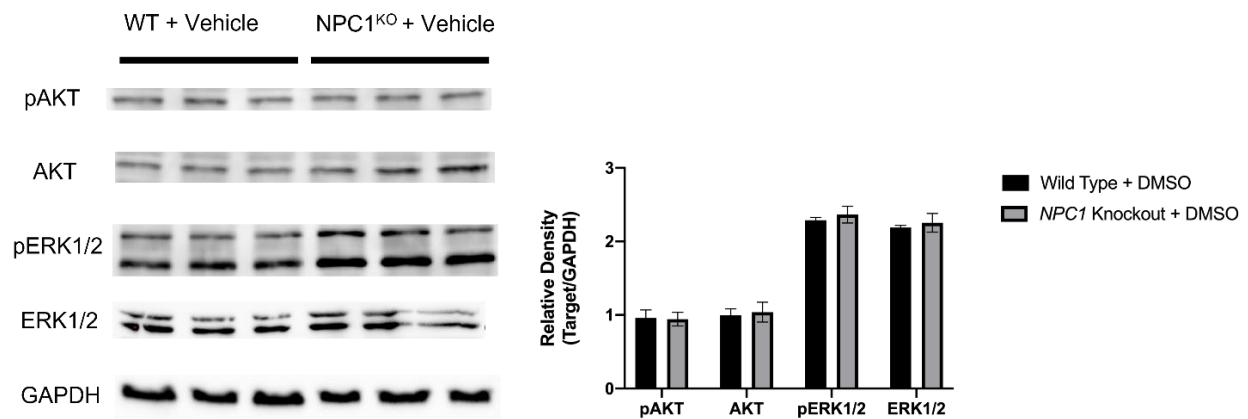 WT + Vehicle
NPC1KO + Vehicle
pAKT
AKT
pERK1/2
ERK1/2
GAPDH
Relative Density
(Target/GAPDH)
3
2
1
0
pAKT
AKT
pERK1/2
ERK1/2
Wild Type + DMSO
NPC1 Knockout + DMSO